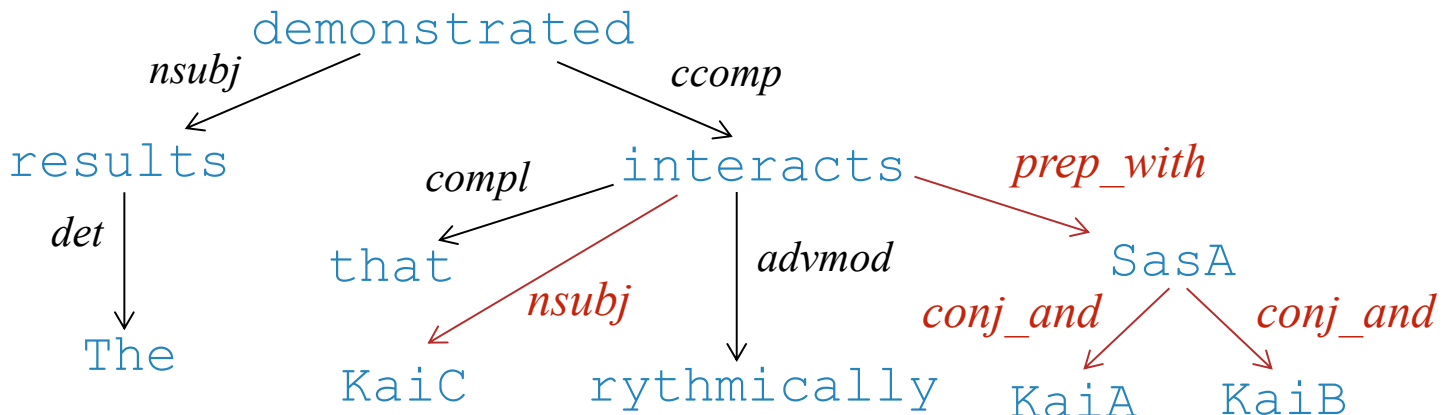 demonstrated
nsubj ccomp
results interacts prep_with
compl
det that advmod SasA
nsubj conj_and conj_and
The KaiC rythmically KaiA KaiB